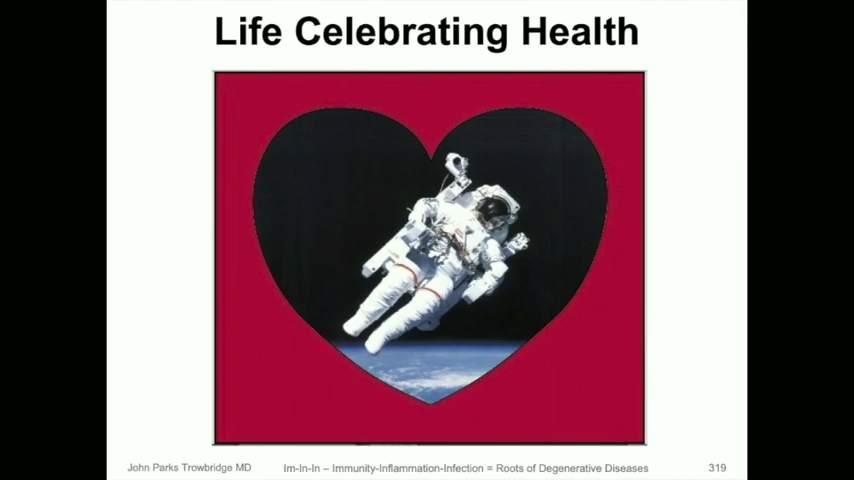 Life Celebrating Health
John Parks Trowbridge MD Im-In-In – Immunity-Inflammation-Infection = Roots of Degenerative Diseases 319